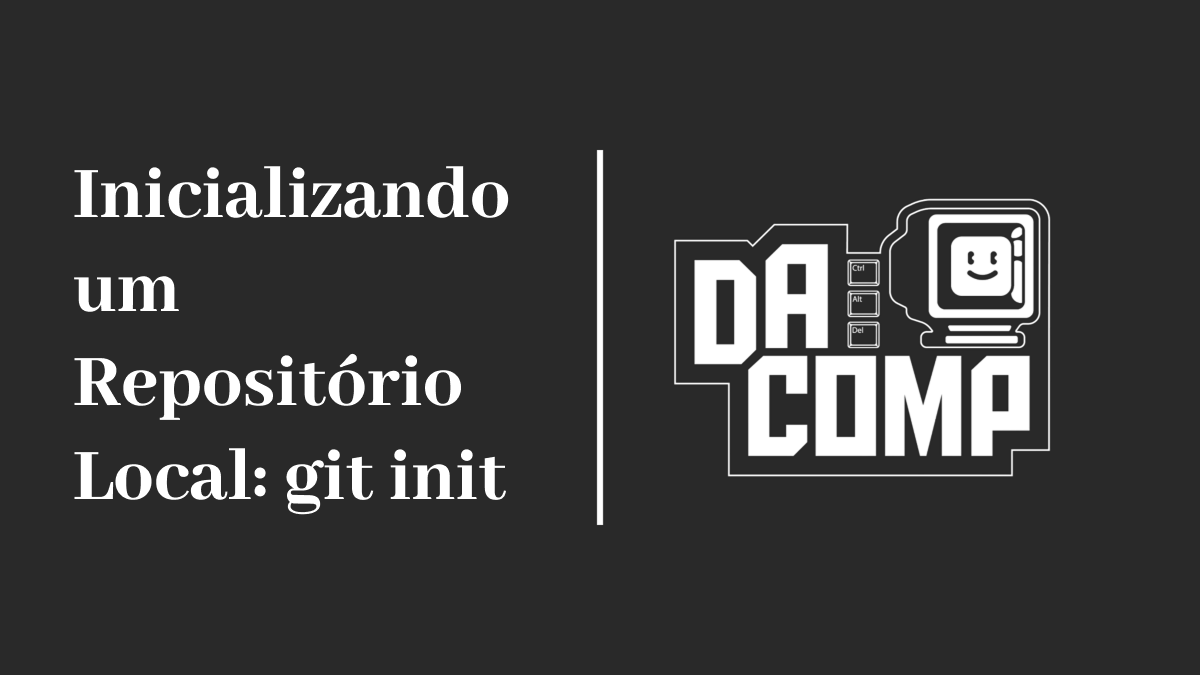 Inicializando
um
Repositório
Local: git init
DA
Ctrl
Alt
Del
COMP